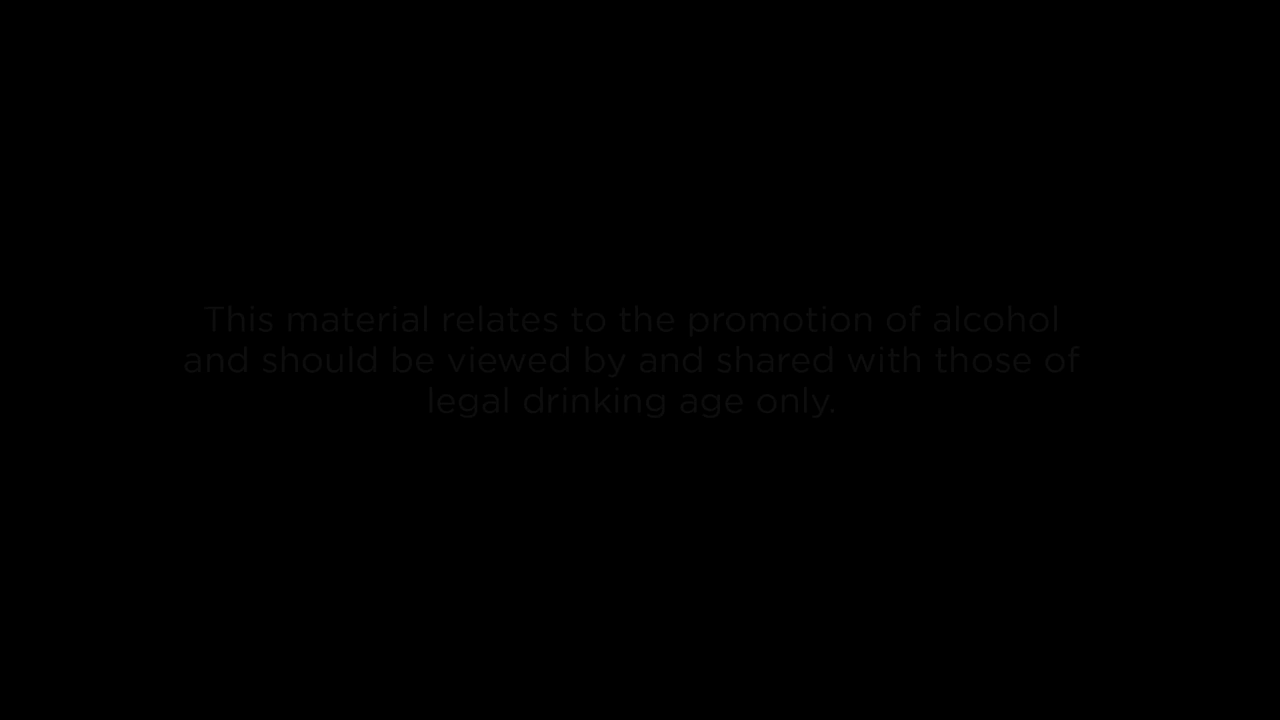 This material relates to the promotion of alcohol
and should be viewed by and shared with those of
legal drinking age only.